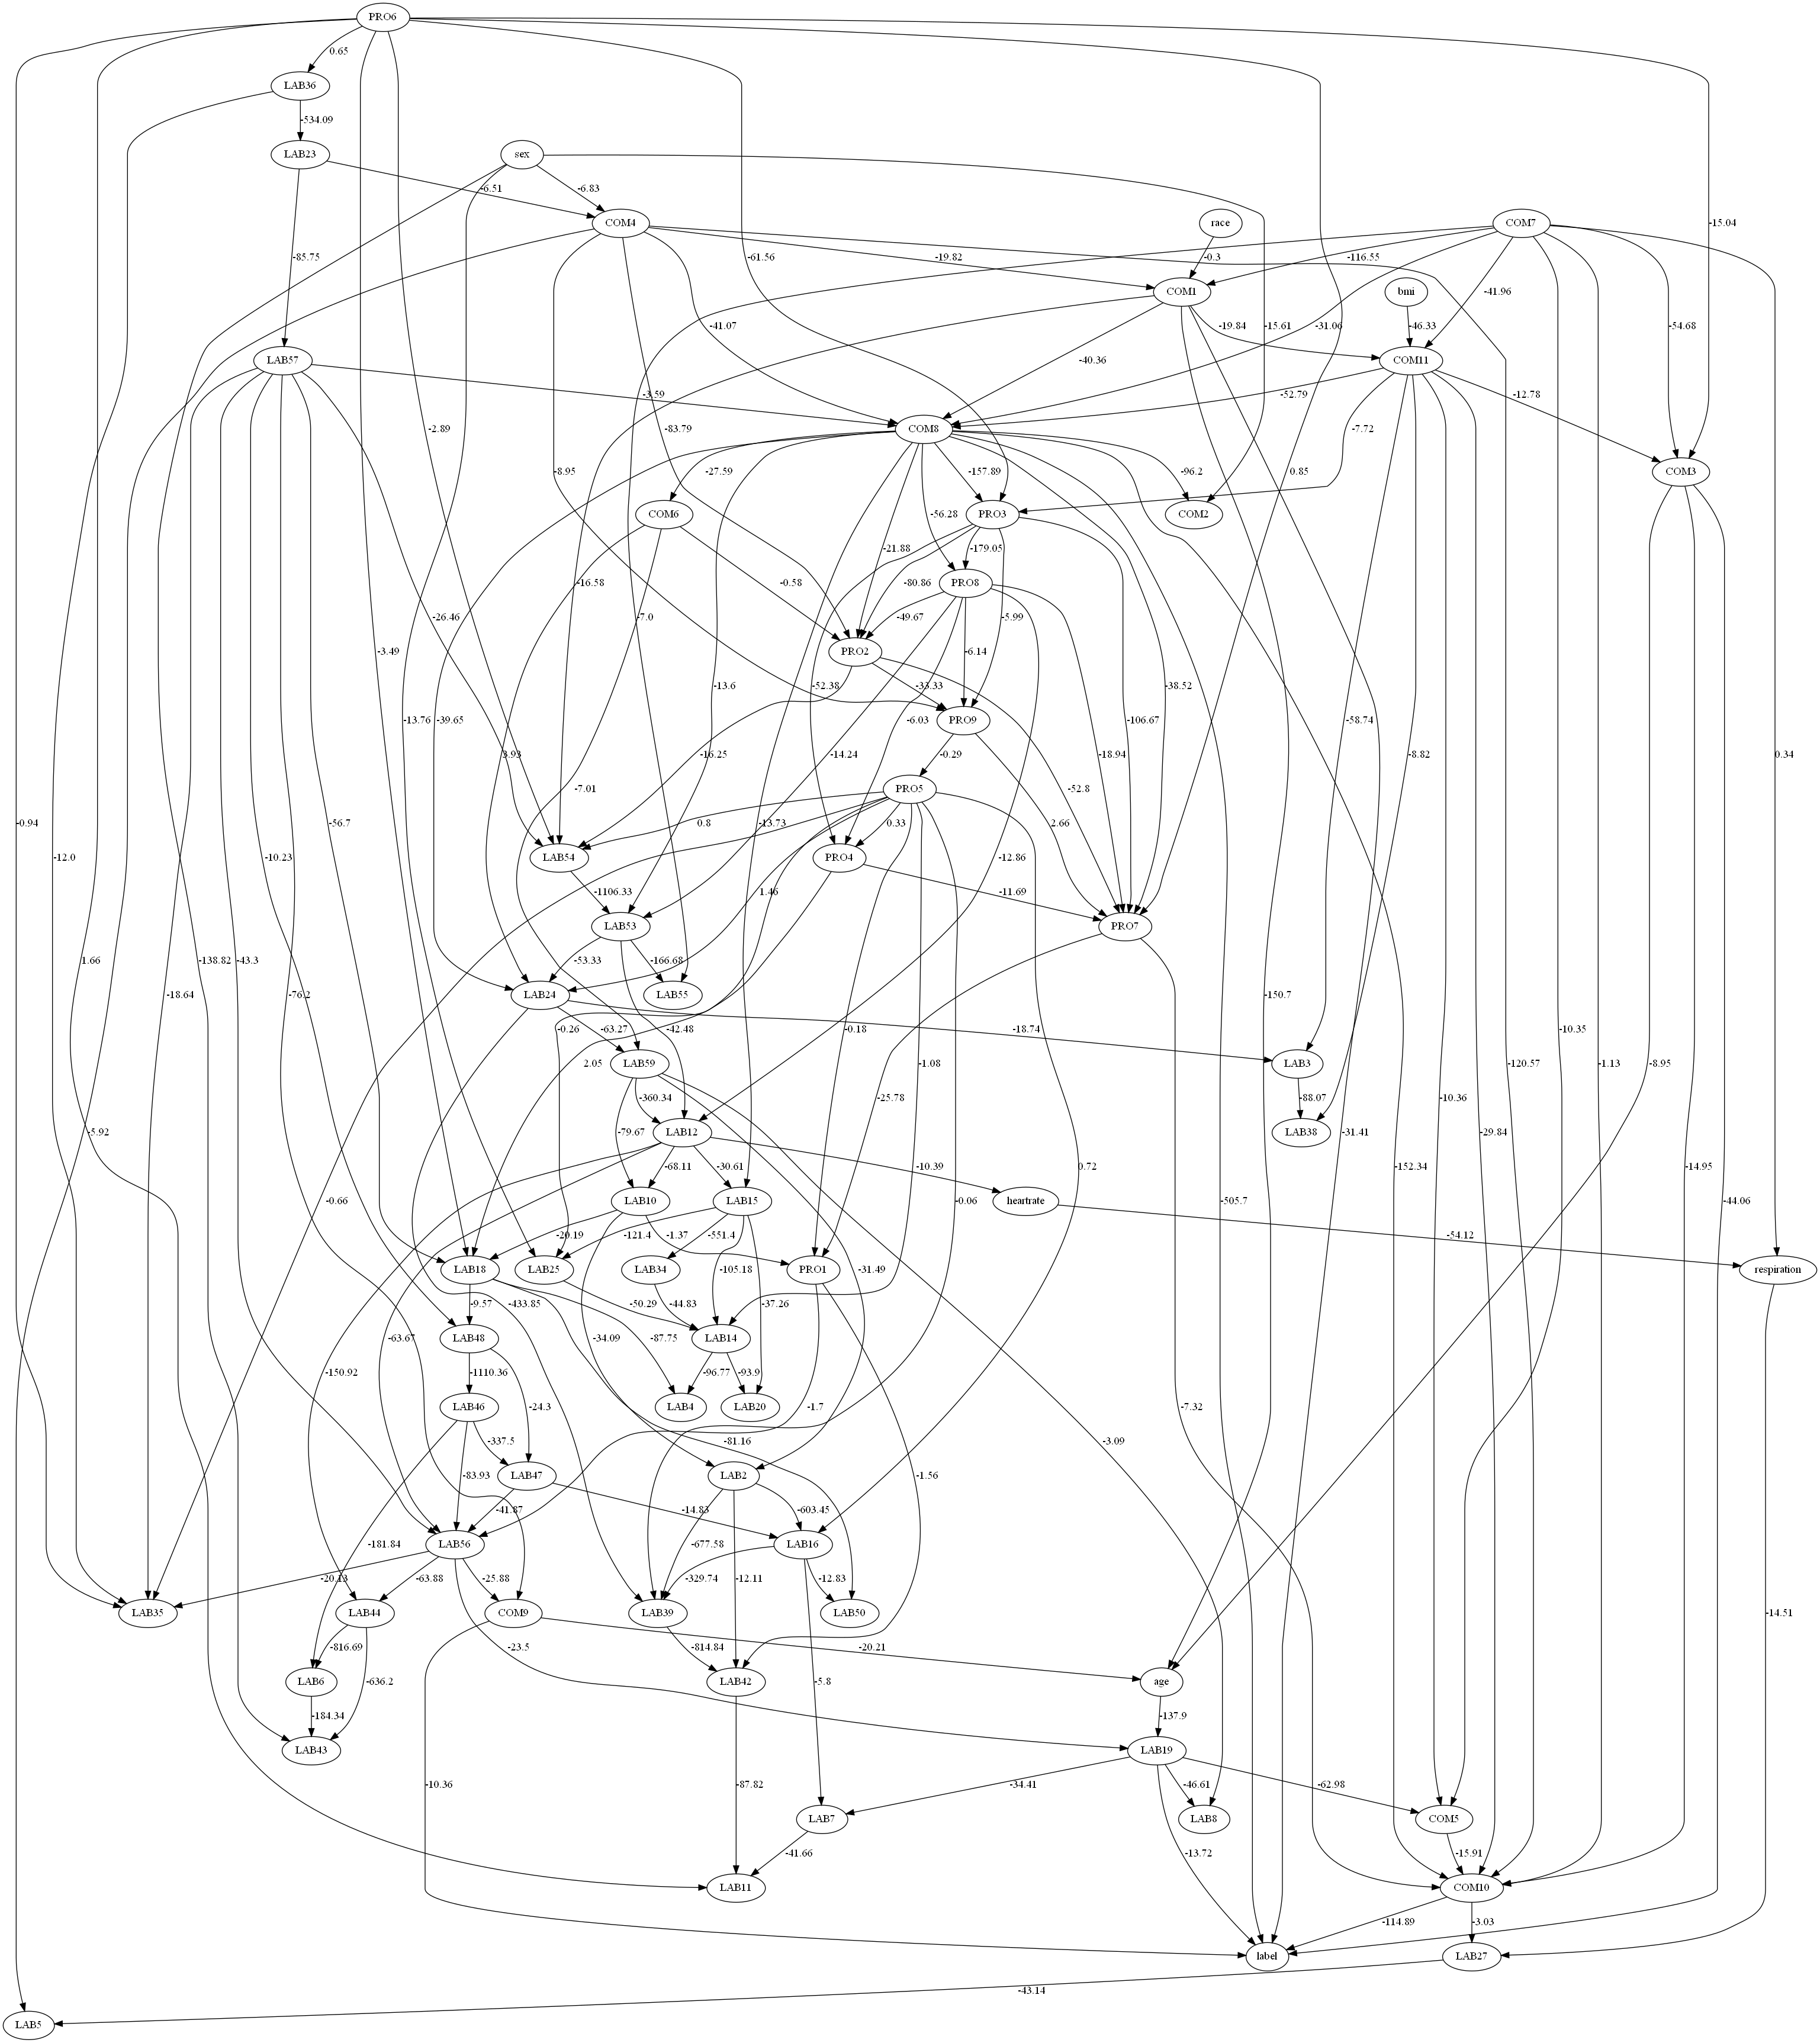 PRO6
0.65
LAB36
-534.09
LAB23
sex
-6.51
-6.83
COM4
race
COM7
-15.04
-85.75
-61.56
-19.82
-0.3
-116.55
COM1
bmi
-41.96
-54.68
-41.07
-19.84
-46.33
-15.61
-31.06
LAB57
-40.36
COM11
-3.59
-52.79
-12.78
-2.89
-83.79
COM8
-7.72
-8.95
-27.59
-157.89
-96.2
0.85
COM3
COM6
-56.28
PRO3
COM2
-21.88
-179.05
-16.58
-0.58
-80.86
PRO8
-26.46
-7.0
-49.67
-5.99
-3.49
PRO2
-6.14
-13.6
-33.33
-52.38
-38.52
-13.76
-39.65
-6.03
PRO9
-106.67
-58.74
3.93
-16.25
-14.24
-0.29
-18.94
-8.82
0.34
-7.01
PRO5
-52.8
-0.94
-56.7
0.8
-13.73
0.33
2.66
-12.0
-10.23
LAB54
PRO4
-12.86
-1106.33
1.46
-11.69
LAB53
PRO7
1.66
-138.82
-43.3
-53.33
-166.68
-18.64
-76.2
LAB24
LAB55
-150.7
-0.26
-63.27
-42.48
-0.18
-18.74
-10.35
-1.13
-120.57
-8.95
2.05
LAB59
-1.08
LAB3
-360.34
-25.78
-88.07
-10.36
-5.92
-79.67
LAB12
LAB38
-31.41
-29.84
-68.11
-30.61
-10.39
0.72
-152.34
-14.95
-0.66
LAB10
LAB15
heartrate
-0.06
-505.7
-44.06
-20.19
-1.37
-121.4
-551.4
-54.12
LAB18
LAB25
LAB34
-105.18
PRO1
-31.49
respiration
-9.57
-433.85
-50.29
-44.83
-37.26
-63.67
LAB48
-34.09
-87.75
LAB14
-150.92
-1110.36
-96.77
-93.9
LAB46
-24.3
LAB4
LAB20
-1.7
-7.32
-337.5
-81.16
-3.09
-83.93
LAB47
LAB2
-1.56
-41.87
-14.83
-603.45
-181.84
LAB56
-677.58
LAB16
-20.13
-63.88
-25.88
-329.74
-12.11
-12.83
LAB35
LAB44
COM9
LAB39
LAB50
-14.51
-816.69
-23.5
-814.84
-20.21
LAB6
-636.2
LAB42
-5.8
age
-184.34
-137.9
LAB43
LAB19
-10.36
-87.82
-34.41
-46.61
-62.98
LAB7
LAB8
COM5
-41.66
-13.72
-15.91
LAB11
COM10
-114.89
-3.03
label
LAB27
-43.14
LAB5